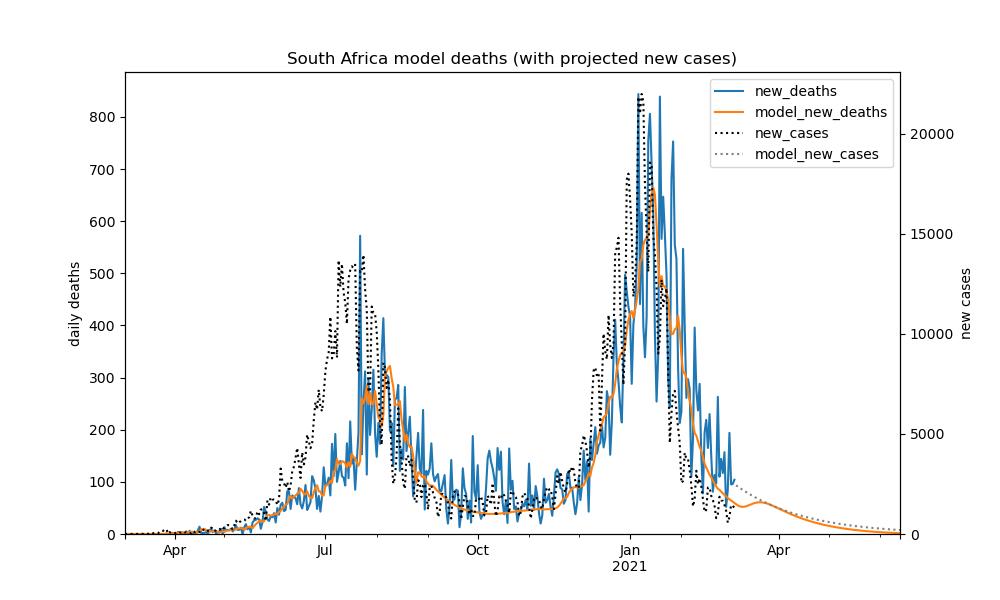 South Africa model deaths (with projected new cases)
new_deaths
model_new_deaths
new_cases
model_new_cases
daily deaths
800
700
600
500
400
300
200
100
0
new cases
20000
15000
10000
5000
0
Apr
Jul
Oct
Jan
2021
Apr